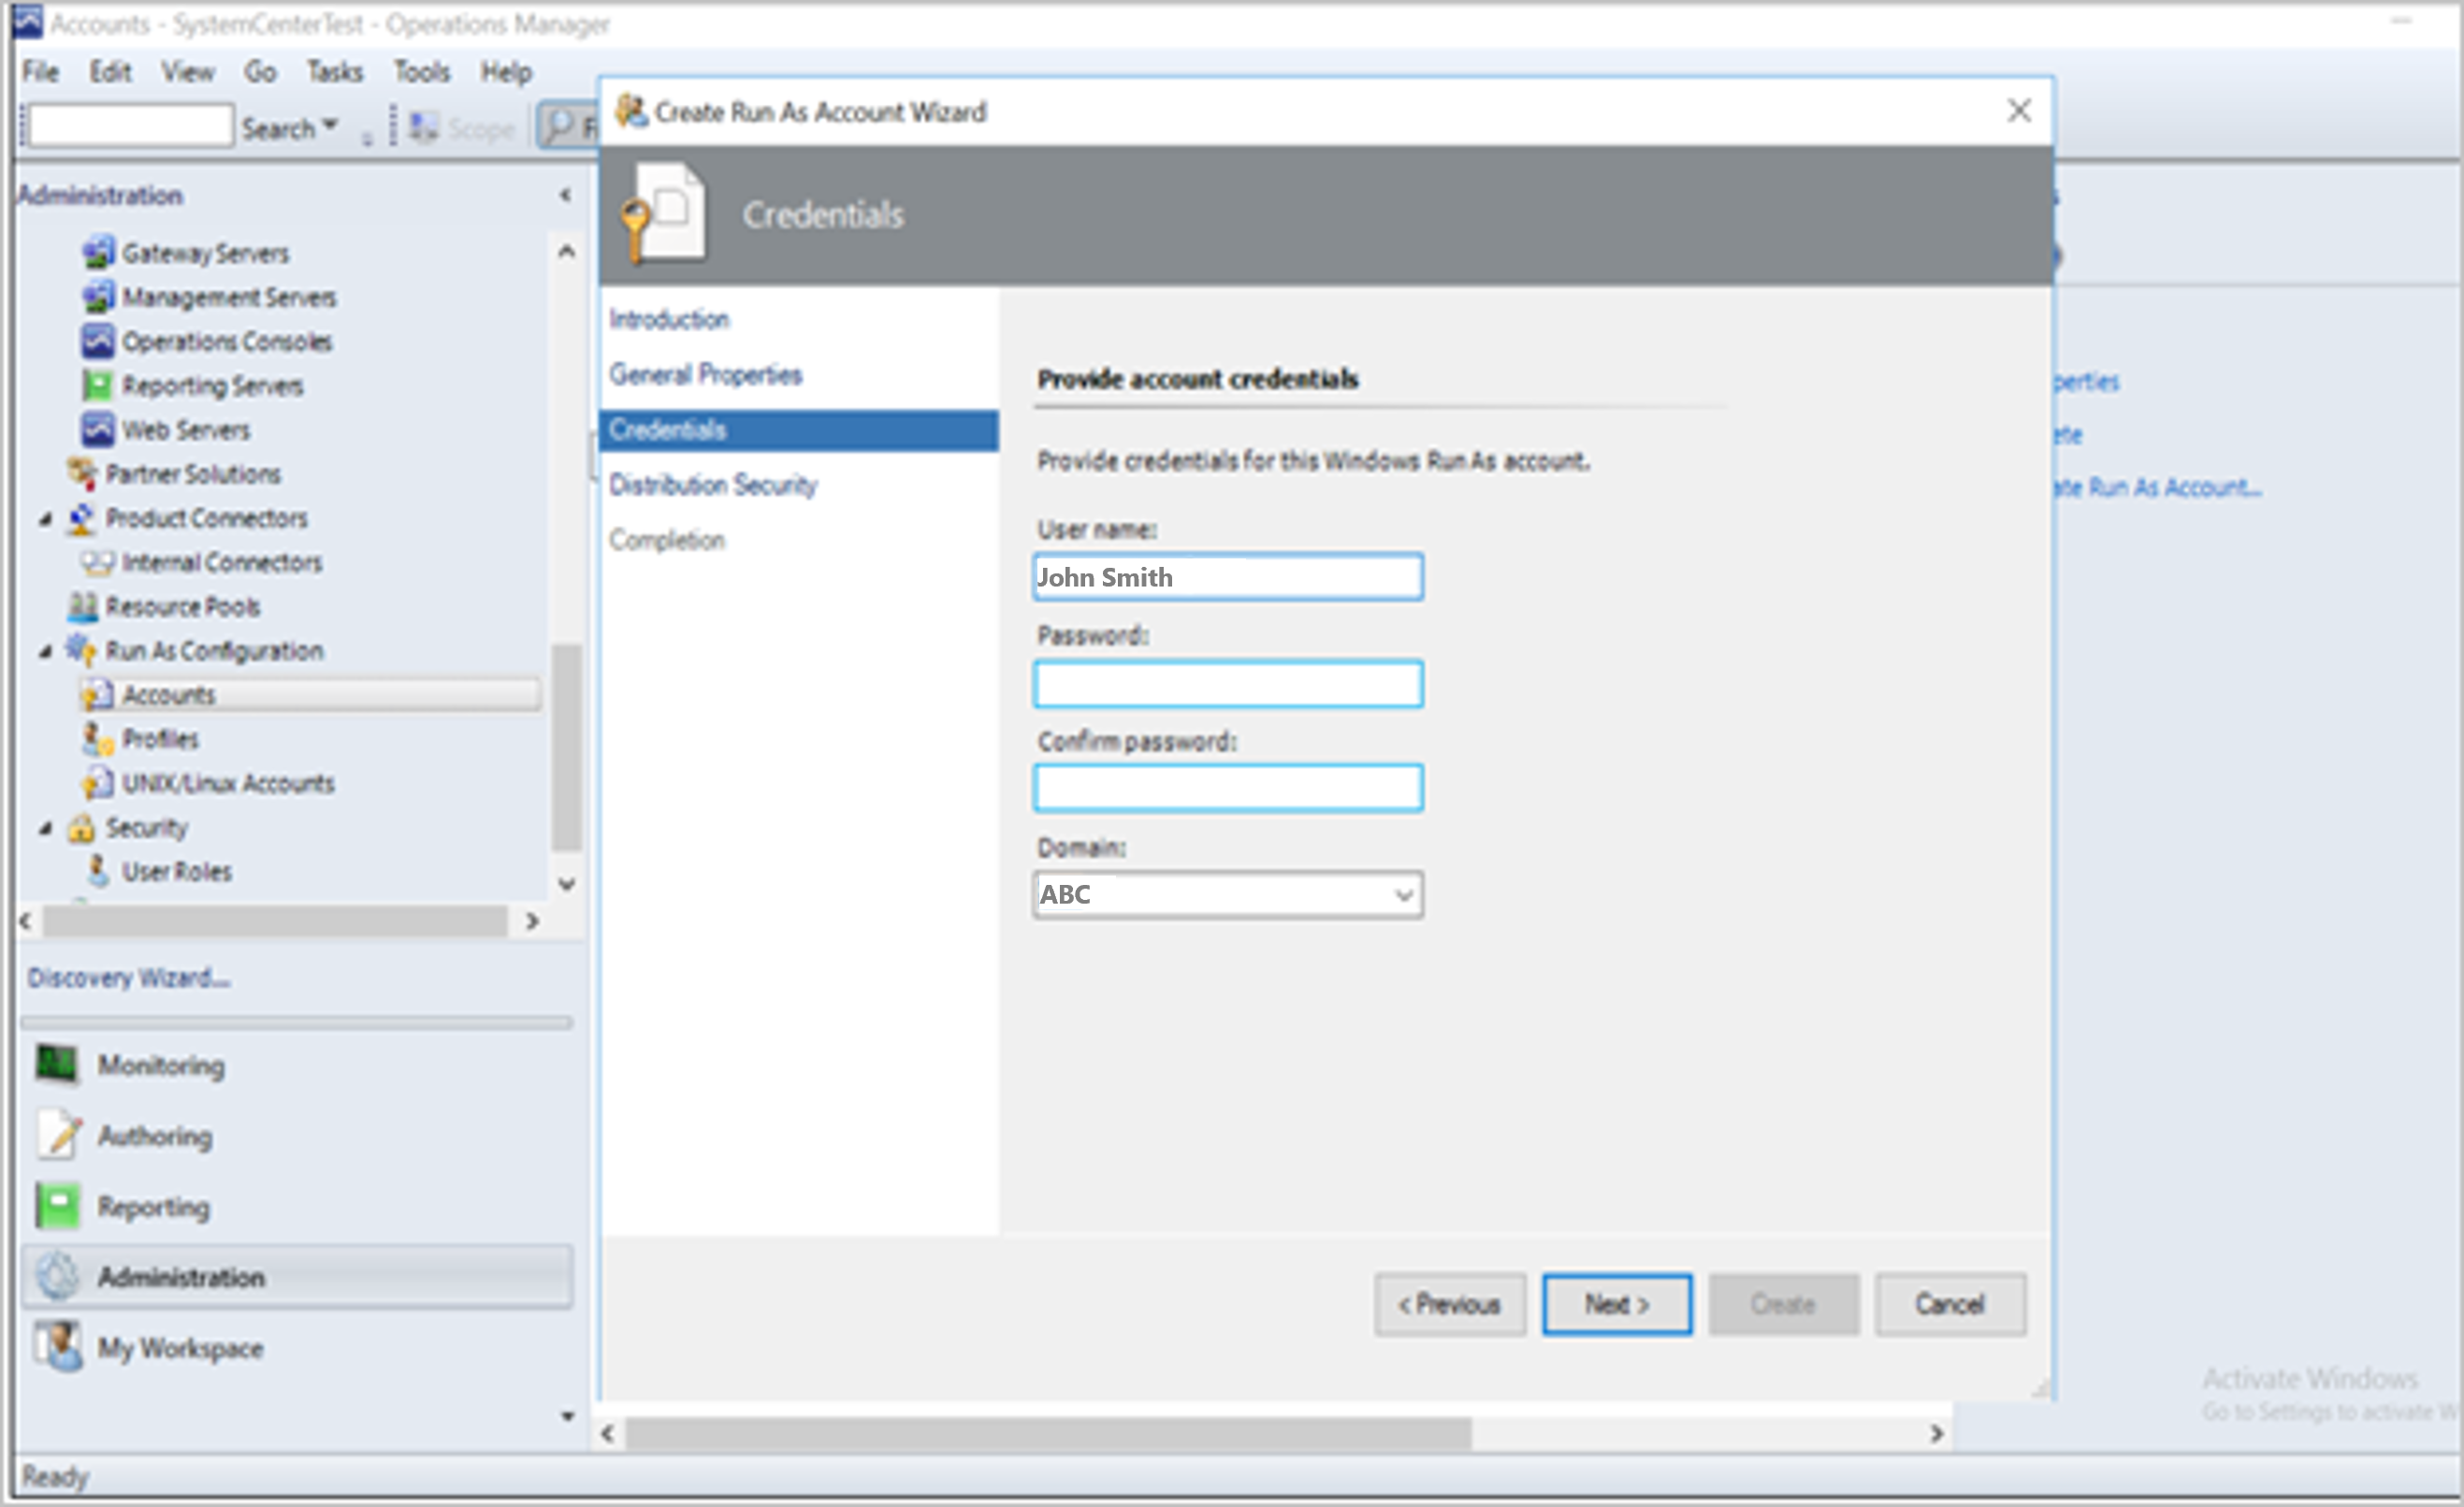 Accounts - SystemCenterTest - Operations Manager
File Edit View Go Tasks Tools Help
Search Scope
Administration
Gateway Servers
Management Servers
Operations Consoles
Reporting Servers
Web Servers
Partner Solutions
Product Connectors
Internal Connectors
Resource Pools
Run As Configuration
Accounts
Profiles
UNIX/Linux Accounts
Security
User Roles
Discovery Wizard...
Monitoring
Authoring
Reporting
Administration
My Workspace
Ready
Create Run As Account Wizard
Credentials
Introduction
General Properties
Credentials
Distribution Security
Completion
Provide account credentials
Provide credentials for this Windows Run As account.
User name:
John Smith
Password:
Confirm password:
Domain:
ABC
< Previous Next > Create Cancel
Run As Account...
Activate Windows
Go to Settings to activate